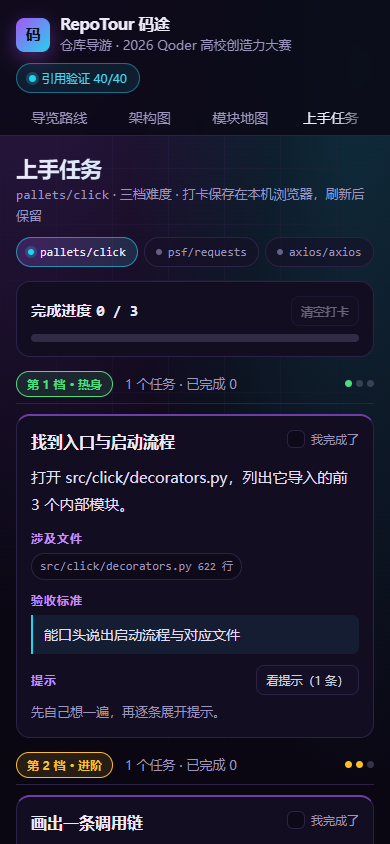 码
RepoTour 码途
仓库导游 · 2026 Qoder 高校创造力大赛
引用验证 40/40
导览路线 架构图 模块地图 上手任务
上手任务
pallets/click · 三档难度 · 打卡保存在本机浏览器，刷新后
保留
pallets/click psf/requests axios/axios
完成进度 0 / 3 清空打卡
第 1 档 · 热身 1 个任务 · 已完成 0
找到入口与启动流程 我完成了
打开 src/click/decorators.py，列出它导入的前
3 个内部模块。
涉及文件
src/click/decorators.py 622 行
验收标准
能口头说出启动流程与对应文件
提示 看提示（1 条）
先自己想一遍，再逐条展开提示。
第 2 档 · 进阶 1 个任务 · 已完成 0
画出一条调用链 我完成了